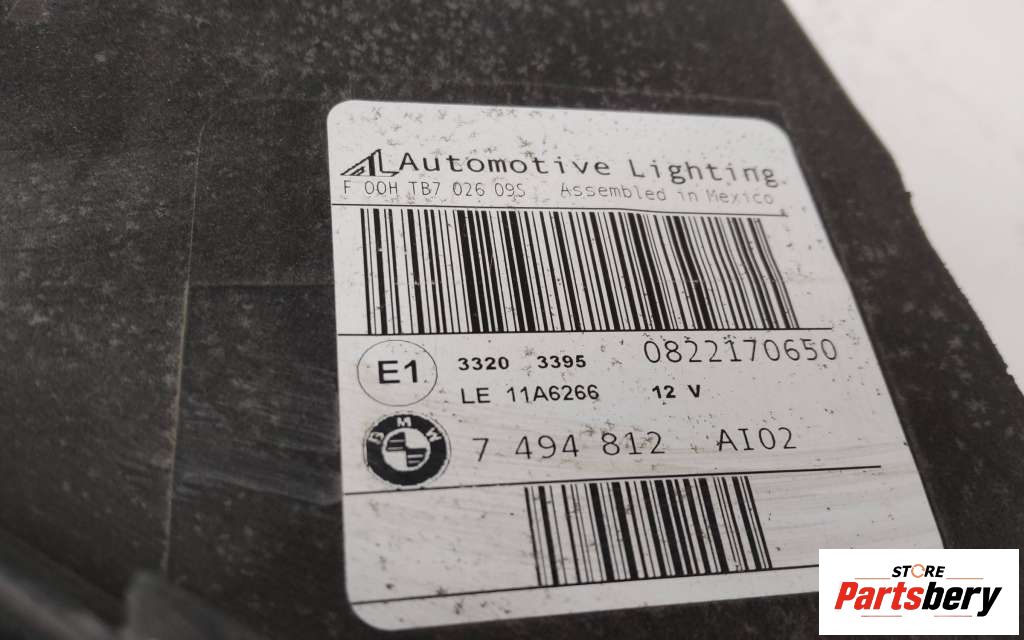 AL Automotive Lighting
F 00H TB7 026 09S Assembled in Mexico
E1 3320 3395 0822170650
LE 11A6266 12 V
BMW 7 494 812 AI02
STORE
Partsbery